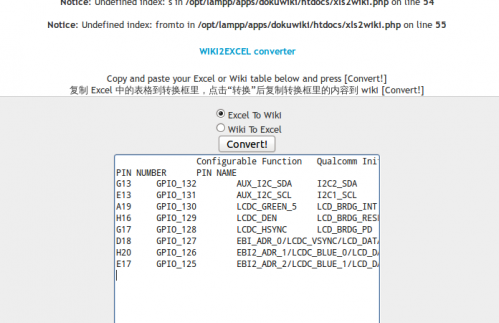 Notice: Undefined index: s in /opt/lampp/apps/dokuwiki/htdocs/xls2wiki.php on line 54
Notice: Undefined index: fromto in /opt/lampp/apps/dokuwiki/htdocs/xls2wiki.php on line 55
WIKI2EXCEL converter
Copy and paste your Excel or Wiki table below and press [Convert!]
复制 Excel 中的表格到转换框里，点击“转换”后复制转换框里的内容到 wiki [Convert!]
Excel To Wiki
Wiki To Excel
Convert!
Configurable Function Qualcomm Ini
PIN NUMBER PIN NAME
G13 GPIO_132 AUX_I2C_SDA I2C2_SDA
E13 GPIO_131 AUX_I2C_SCL I2C1_SCL
A19 GPIO_130 LCDC_GREEN_5 LCD_BRDG_INT
H16 GPIO_129 LCDC_DEN LCD_BRDG_RES
G17 GPIO_128 LCDC_HSYNC LCD_BRDG_PD
D18 GPIO_127 EBI_ADR_0/LCDC_VSYNC/LCD_DATA
H20 GPIO_126 EBI2_ADR_1/LCDC_BLUE_0/LCD_D
E17 GPIO_125 EBI2_ADR_2/LCDC_BLUE_1/LCD_D